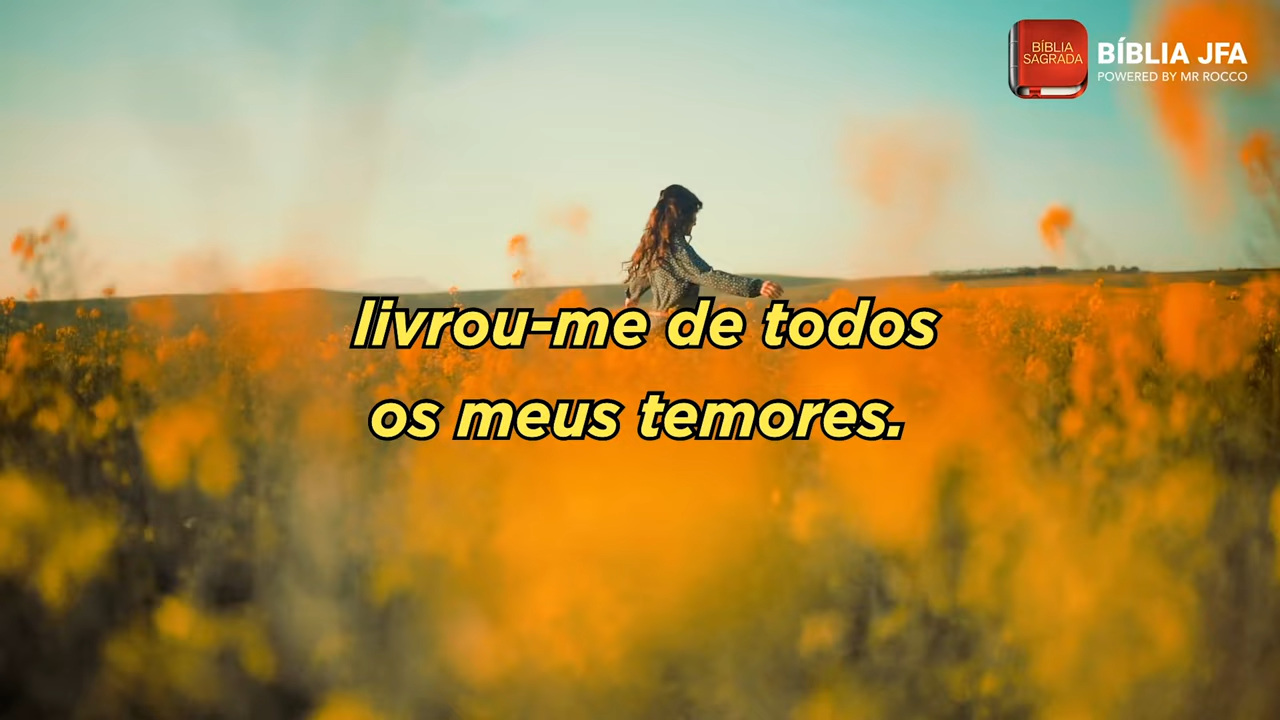 BÍBLIA
SAGRADA
BÍBLIA JFA
POWERED BY MR ROCCO
livrou-me de todos
os meus temores.